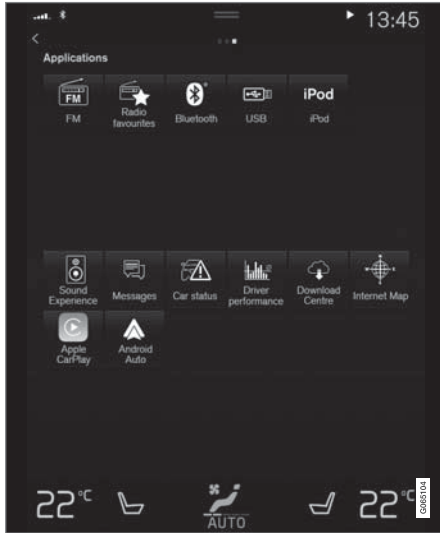 13:45
Applications
FM
FM
Radio
favourites
Bluetooth
USB
iPod
iPod
Sound
Experience
Messages
Car status
Driver
performance
Download
Centre
Internet Map
Apple
CarPlay
Android
Auto
22°C
AUTO
22°C
G065104